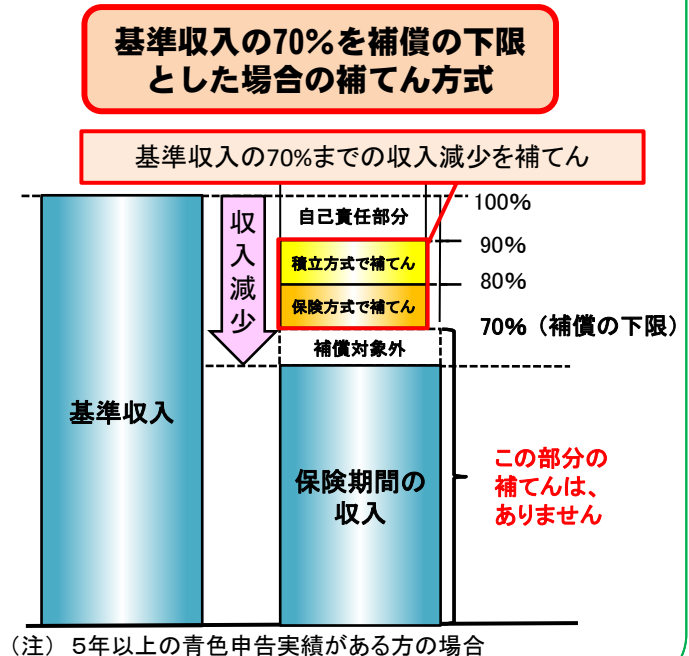 基準収入の70％を補償の下限
とした場合の補てん方式
基準収入の70％までの収入減少を補てん
収入減少
自己責任部分
積立方式で補てん
保険方式で補てん
補償対象外
100％
90％
80％
70％（補償の下限）
基準収入
保険期間の
収入
この部分の
補てんは、
ありません
（注） 5年以上の青色申告実績がある方の場合